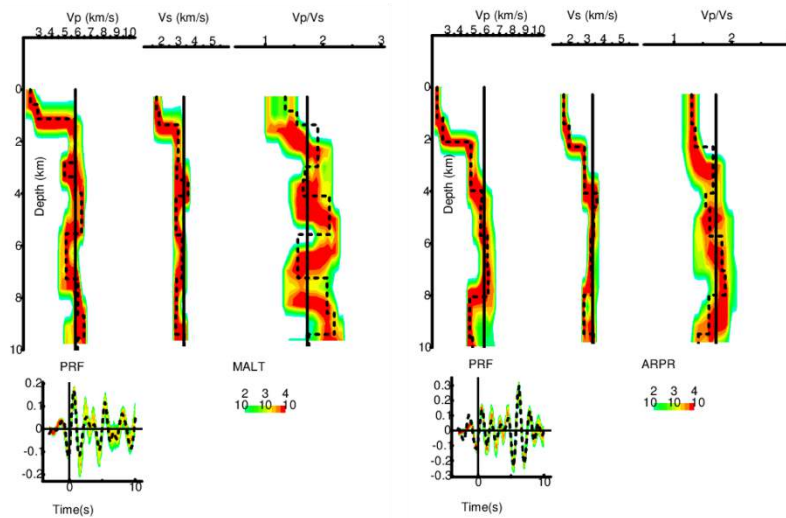 Vp (km/s) Vs (km/s) Vp/Vs
3 4 5 6 7 8 9 10 2 3 4 5 1 2 3
0
2
4
6
8
10
Depth (km)
PRF MALT
0.2
0.1
0
-0.1
-0.2
0 10
Time(s)
2 3 4
10 10 10
Vp (km/s) Vs (km/s) Vp/Vs
3 4 5 6 7 8 9 10 2 3 4 5 1 2
0
2
4
6
8
10
Depth (km)
PRF ARPR
0.3
0.2
0.1
0
-0.1
-0.2
-0.3
0 10
Time(s)
2 3 4
10 10 10